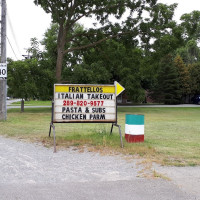 FRATTELLOS
ITALIAN TAKEOUT
289-820-9877
PASTA & SUBS
CHICKEN PARM